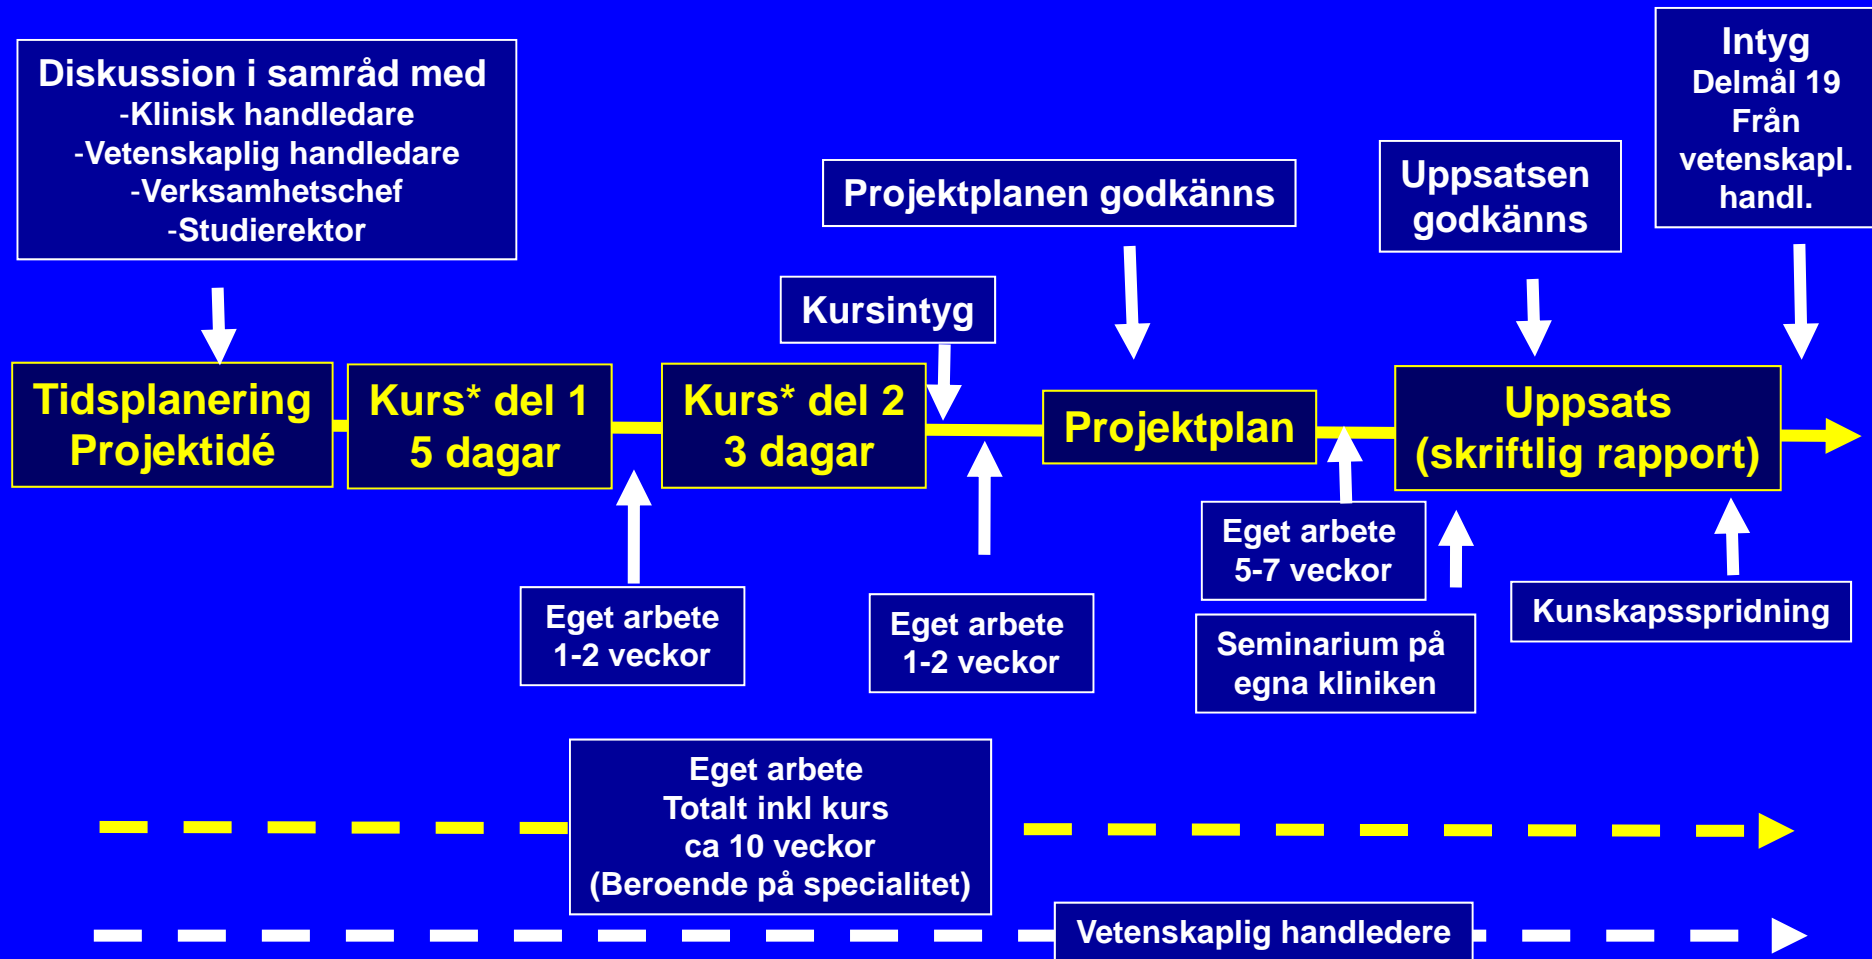 Diskussion i samråd med
-Klinisk handledare
-Vetenskaplig handledare
-Verksamhetschef
-Studierektor
Kursintyg
Projektplanen godkänns
Uppsatsen
godkänns
Intyg
Delmål 19
Från
vetenskapl.
handl.
Tidsplanering
Projektidé
Kurs* del 1
5 dagar
Kurs* del 2
3 dagar
Projektplan
Uppsats
(skriftlig rapport)
Eget arbete
1-2 veckor
Eget arbete
1-2 veckor
Eget arbete
5-7 veckor
Seminarium på
egna kliniken
Kunskapsspridning
Eget arbete
Totalt inkl kurs
ca 10 veckor
(Beroende på specialitet)
Vetenskaplig handledere